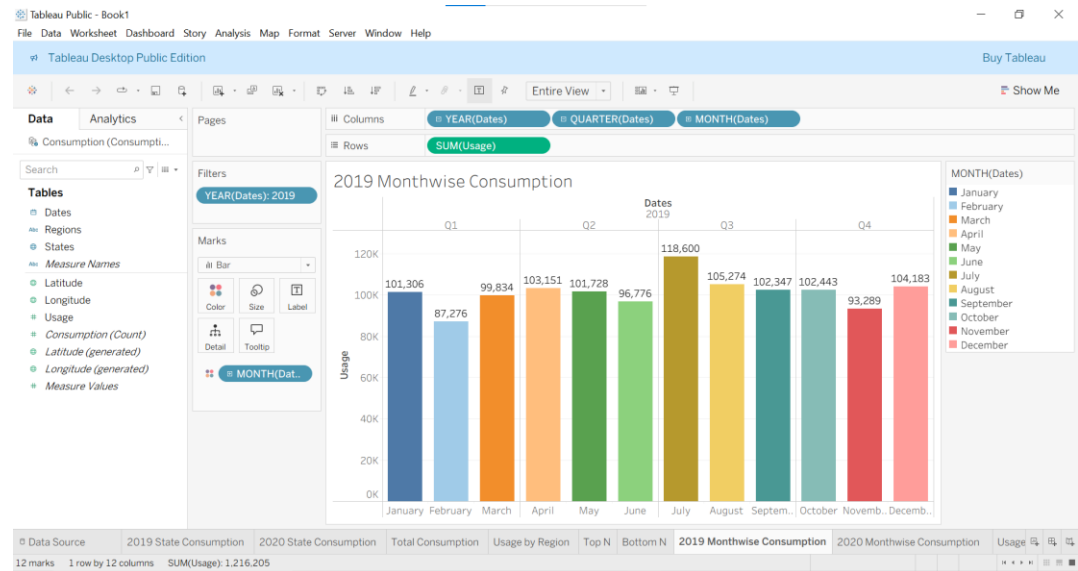 Tableau Public - Book1
File Data Worksheet Dashboard Story Analysis Map Format Server Window Help
Tableau Desktop Public Edition
Buy Tableau
Entire View
Show Me
Data Analytics
Consumption (Consumpti...
Search
Tables
Dates
Abc Regions
States
Abc Measure Names
Latitude
Longitude
# Usage
# Consumption (Count)
Latitude (generated)
Longitude (generated)
# Measure Values
Pages
Filters
YEAR(Dates): 2019
Marks
Bar
Color Size Label
Detail Tooltip
MONTH(Dat..
Columns YEAR(Dates) QUARTER(Dates) MONTH(Dates)
Rows SUM(Usage)
2019 Monthwise Consumption
Dates
2019
Q1 Q2 Q3 Q4
Usage
120K
100K
80K
60K
40K
20K
0K
101,306
87,276
99,834
103,151
101,728
96,776
118,600
105,274
102,347
102,443
93,289
104,183
January February March April May June July August Septem.. October Novemb.. Decemb..
MONTH(Dates)
January
February
March
April
May
June
July
August
September
October
November
December
Data Source 2019 State Consumption 2020 State Consumption Total Consumption Usage by Region Top N Bottom N 2019 Monthwise Consumption 2020 Monthwise Consumption Usage
12 marks 1 row by 12 columns SUM(Usage): 1,216,205